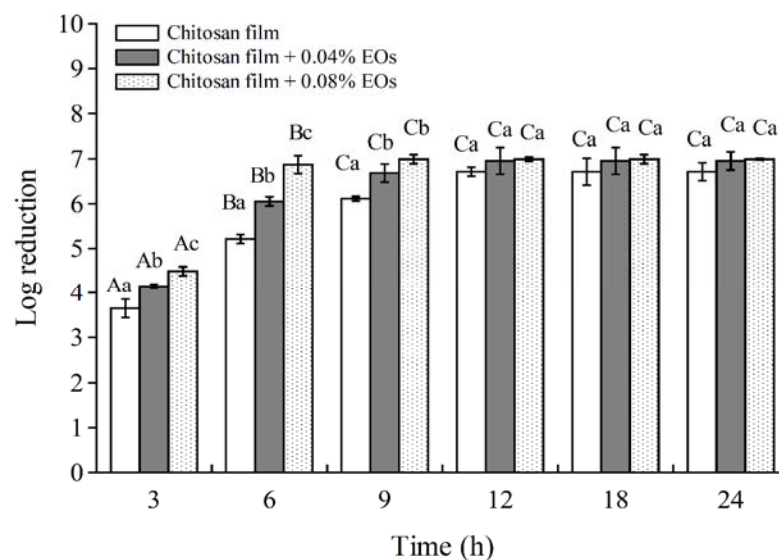 10
9
8
7
6
5
4
3
2
1
0
Log reduction
Chitosan film
Chitosan film + 0.04% EOs
Chitosan film + 0.08% EOs
Aa Ab Ac
Ba Bb Bc
Ca Cb Cb
Ca Ca Ca
Ca Ca Ca
Ca Ca Ca
3 6 9 12 18 24
Time (h)